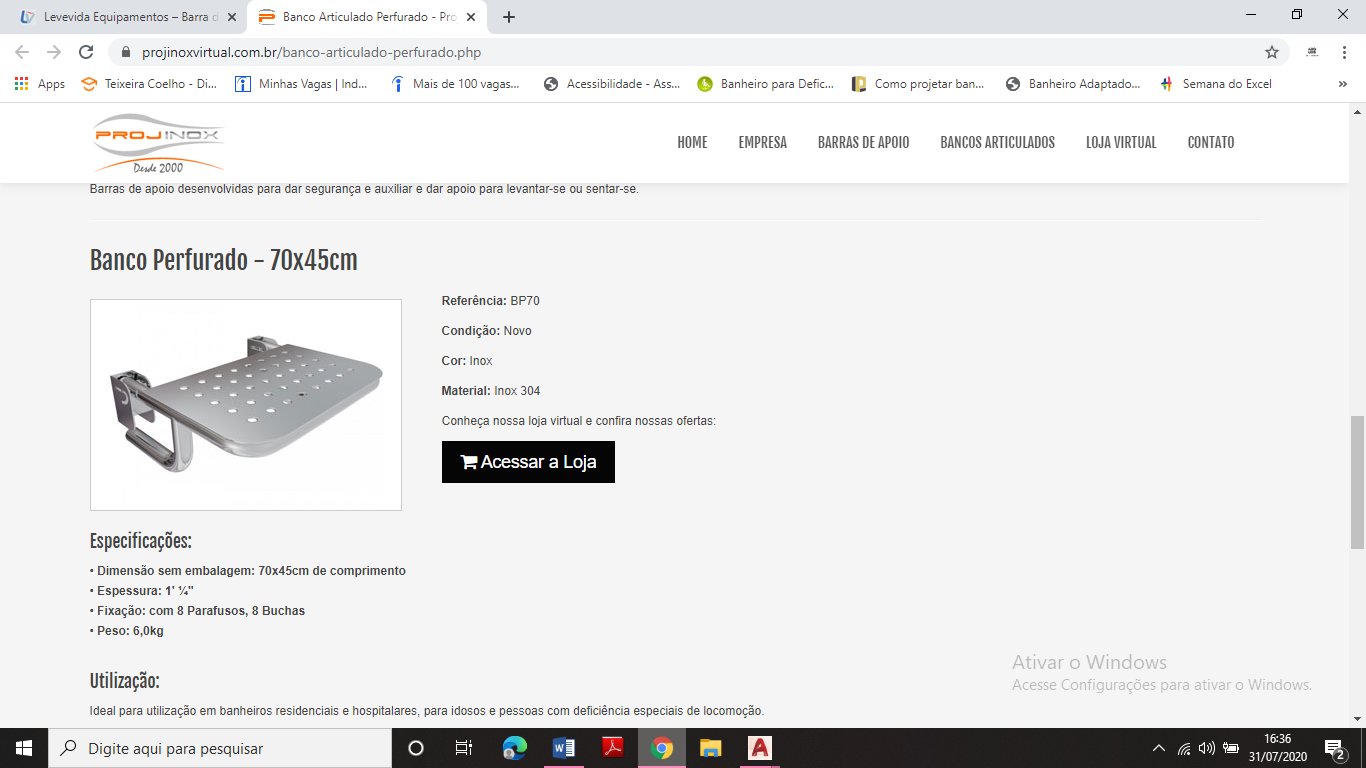 Levevida Equipamentos – Barra d
Banco Articulado Perfurado - Pro
projinoxvirtual.com.br/banco-articulado-perfurado.php
Apps
Teixeira Coelho - Di...
Minhas Vagas | Ind...
Mais de 100 vagas...
Acessibilidade - Ass...
Banheiro para Defic...
Como projetar ban...
Banheiro Adaptado...
Semana do Excel
»
PROJINOX
Desde 2000
HOME
EMPRESA
BARRAS DE APOIO
BANCOS ARTICULADOS
LOJA VIRTUAL
CONTATO
Barras de apoio desenvolvidas para dar segurança e auxiliar e dar apoio para levantar-se ou sentar-se.
Banco Perfurado - 70x45cm
Referência: BP70
Condição: Novo
Cor: Inox
Material: Inox 304
Conheça nossa loja virtual e confira nossas ofertas:
Acessar a Loja
Especificações:
• Dimensão sem embalagem: 70x45cm de comprimento
• Espessura: 1' ¼"
• Fixação: com 8 Parafusos, 8 Buchas
• Peso: 6,0kg
Utilização:
Ideal para utilização em banheiros residenciais e hospitalares, para idosos e pessoas com deficiência especiais de locomoção.
Ativar o Windows
Acesse Configurações para ativar o Windows.
Digite aqui para pesquisar
16:36
31/07/2020
2